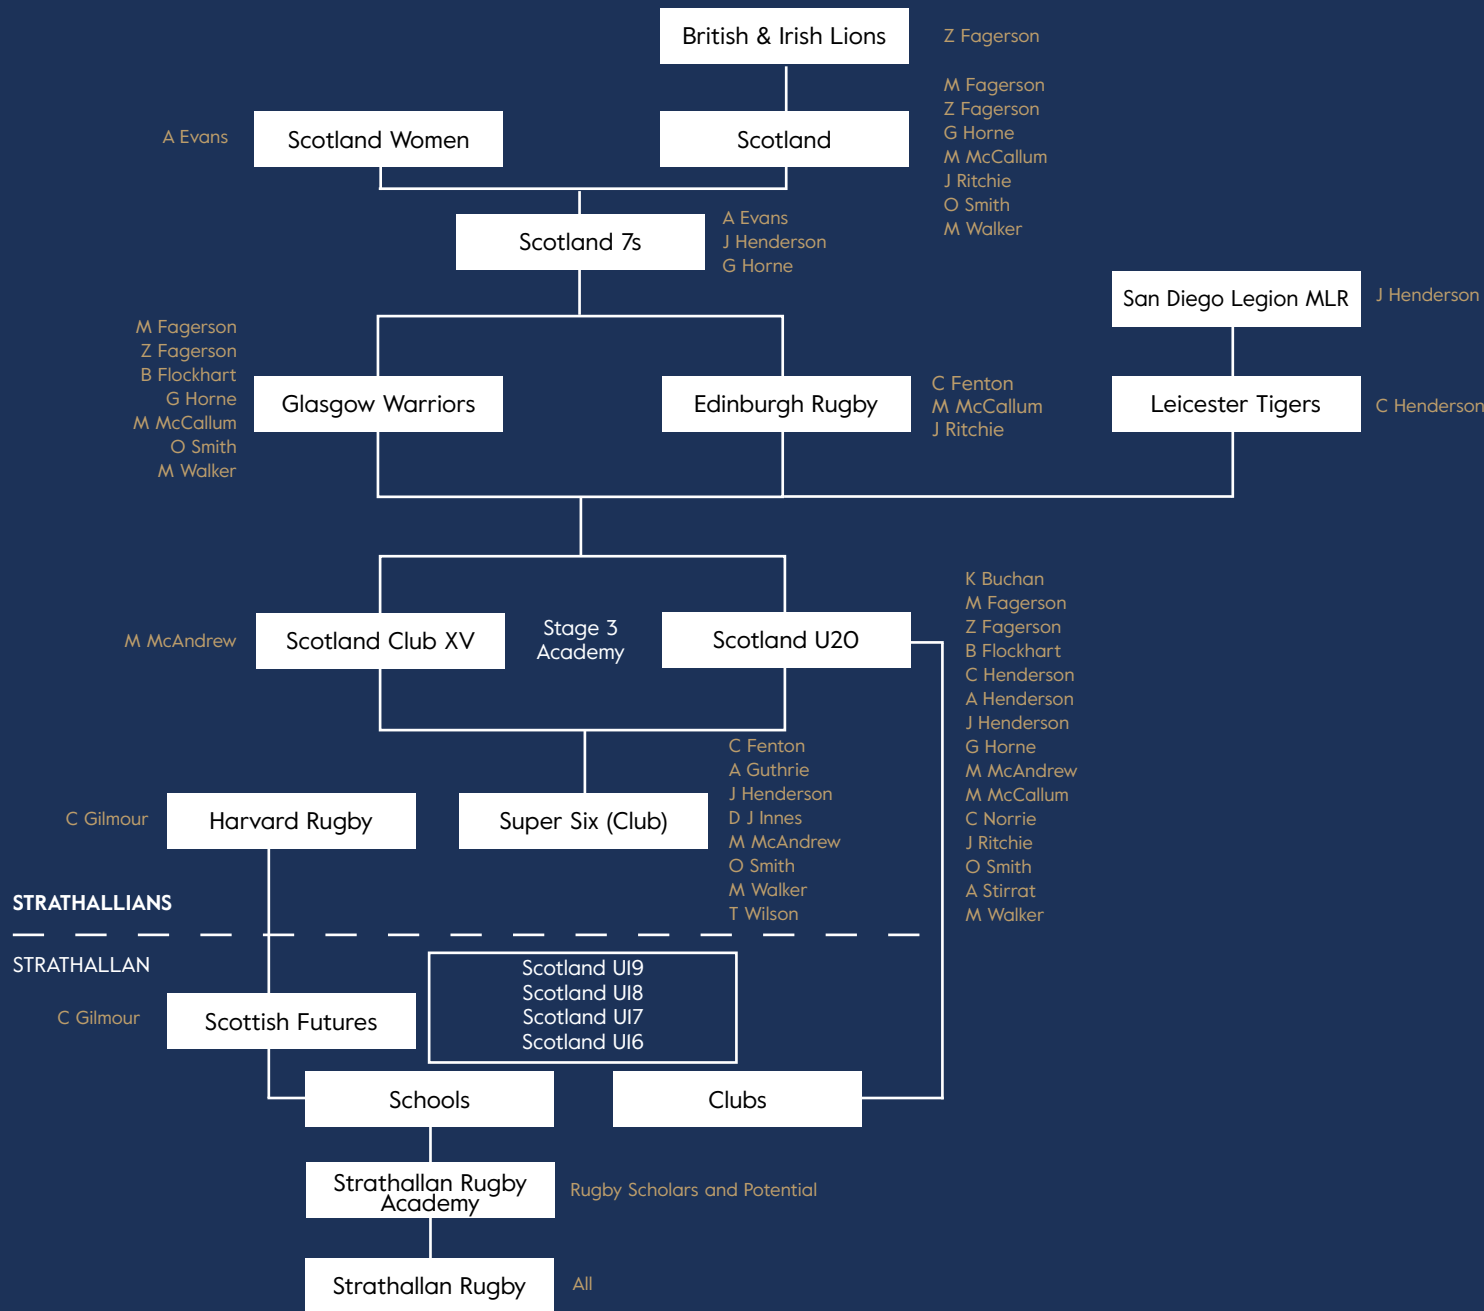 British & Irish Lions
Z Fagerson
A Evans
Scotland Women
Scotland
M Fagerson
Z Fagerson
G Horne
M McCallum
J Ritchie
O Smith
M Walker
Scotland 7s
A Evans
J Henderson
G Horne
San Diego Legion MLR
J Henderson
M Fagerson
Z Fagerson
B Flockhart
G Horne
M McCallum
O Smith
M Walker
Glasgow Warriors
Edinburgh Rugby
C Fenton
M McCallum
J Ritchie
Leicester Tigers
C Henderson
M McAndrew
Scotland Club XV
Stage 3
Academy
Scotland U20
K Buchan
M Fagerson
Z Fagerson
B Flockhart
C Henderson
A Henderson
J Henderson
G Horne
M McAndrew
M McCallum
C Norrie
J Ritchie
O Smith
A Stirrat
M Walker
C Gilmour
Harvard Rugby
Super Six (Club)
C Fenton
A Guthrie
J Henderson
D J Innes
M McAndrew
O Smith
M Walker
T Wilson
STRATHALLIANS
STRATHALLAN
C Gilmour
Scottish Futures
Scotland U19
Scotland U18
Scotland U17
Scotland U16
Schools
Clubs
Strathallan Rugby
Academy
Rugby Scholars and Potential
Strathallan Rugby
All